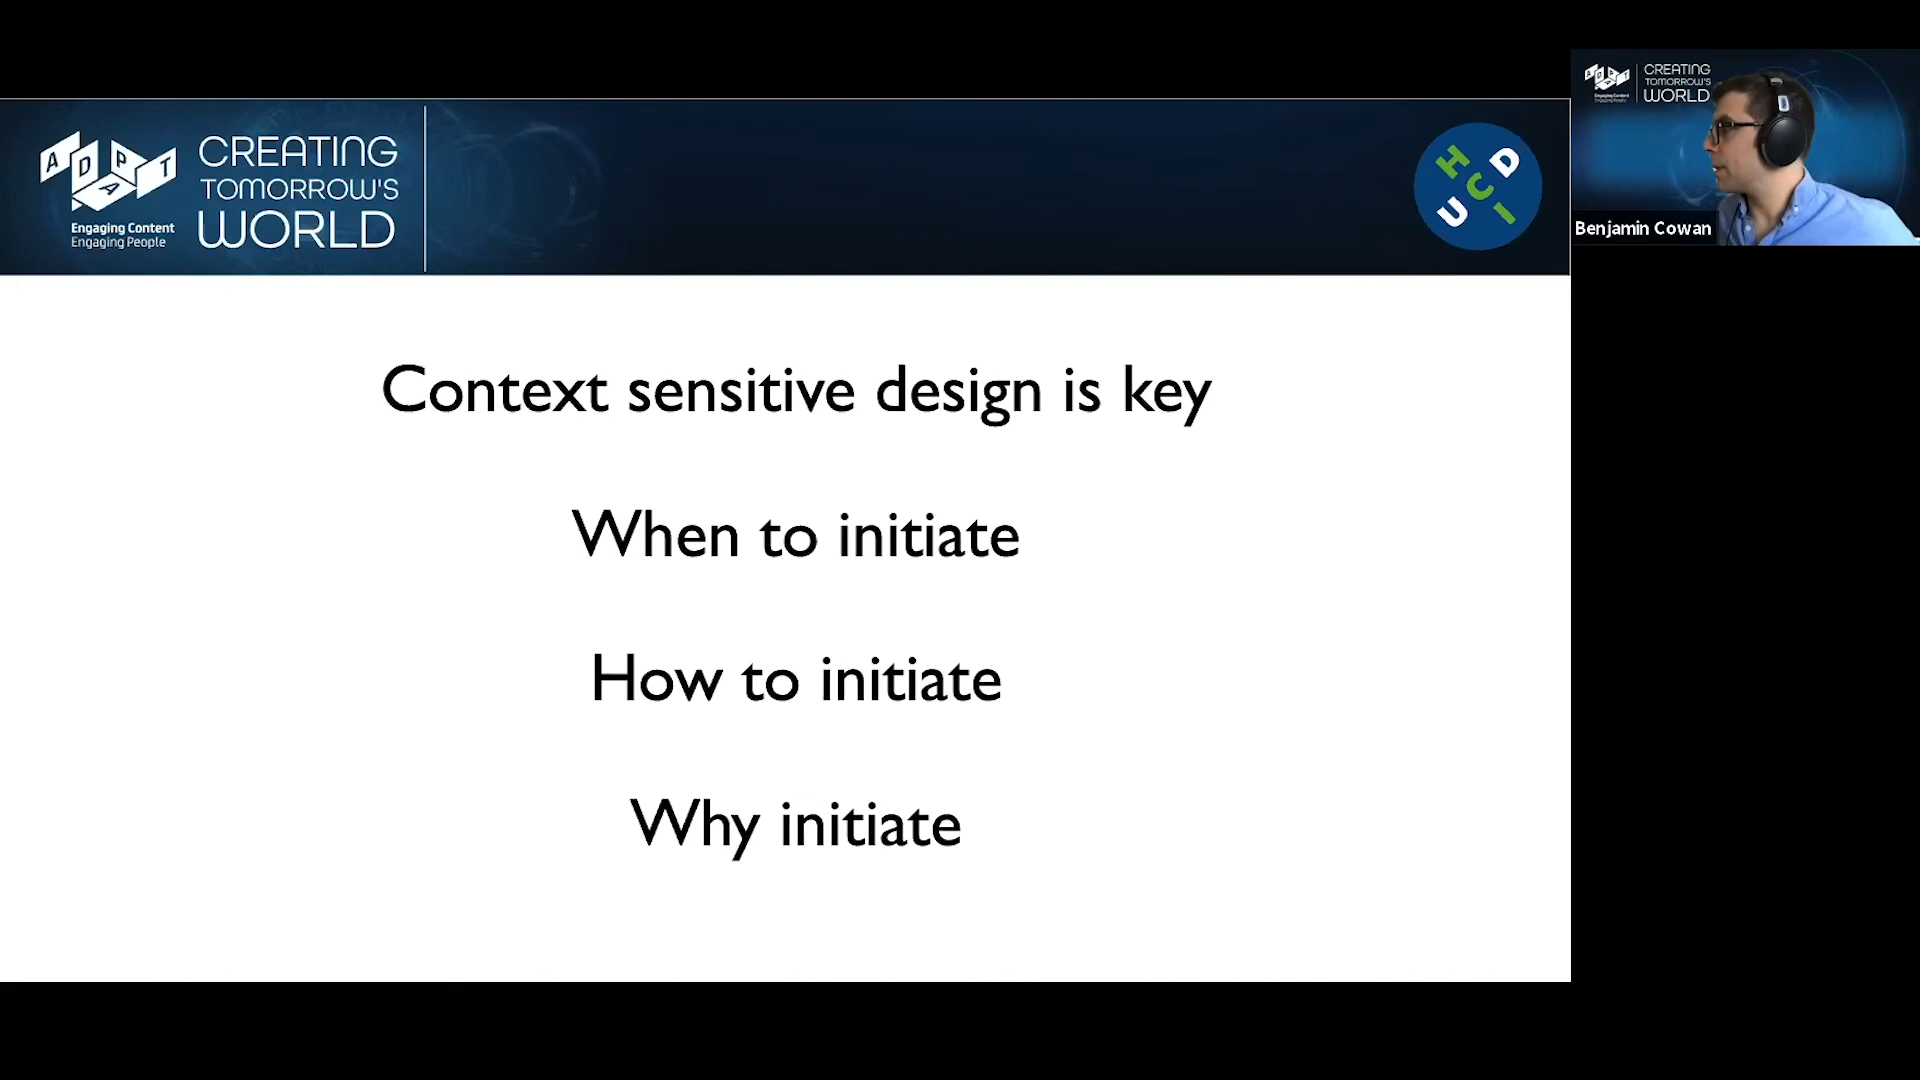 ADAPT
Engaging Content
Engaging People
CREATING
TOMORROW'S
WORLD
H D
C
U I
CREATING
TOMORROW'S
WORLD
Benjamin Cowan
Context sensitive design is key
When to initiate
How to initiate
Why initiate